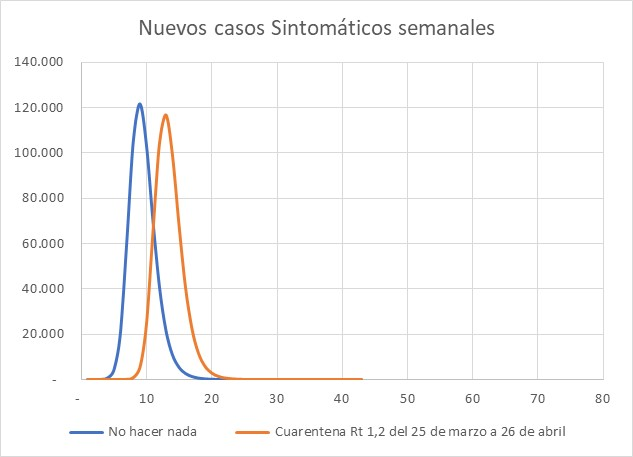 Nuevos casos Sintomáticos semanales
140.000
120.000
100.000
80.000
60.000
40.000
20.000
-
- 10 20 30 40 50 60 70 80
No hacer nada Cuarentena Rt 1,2 del 25 de marzo a 26 de abril